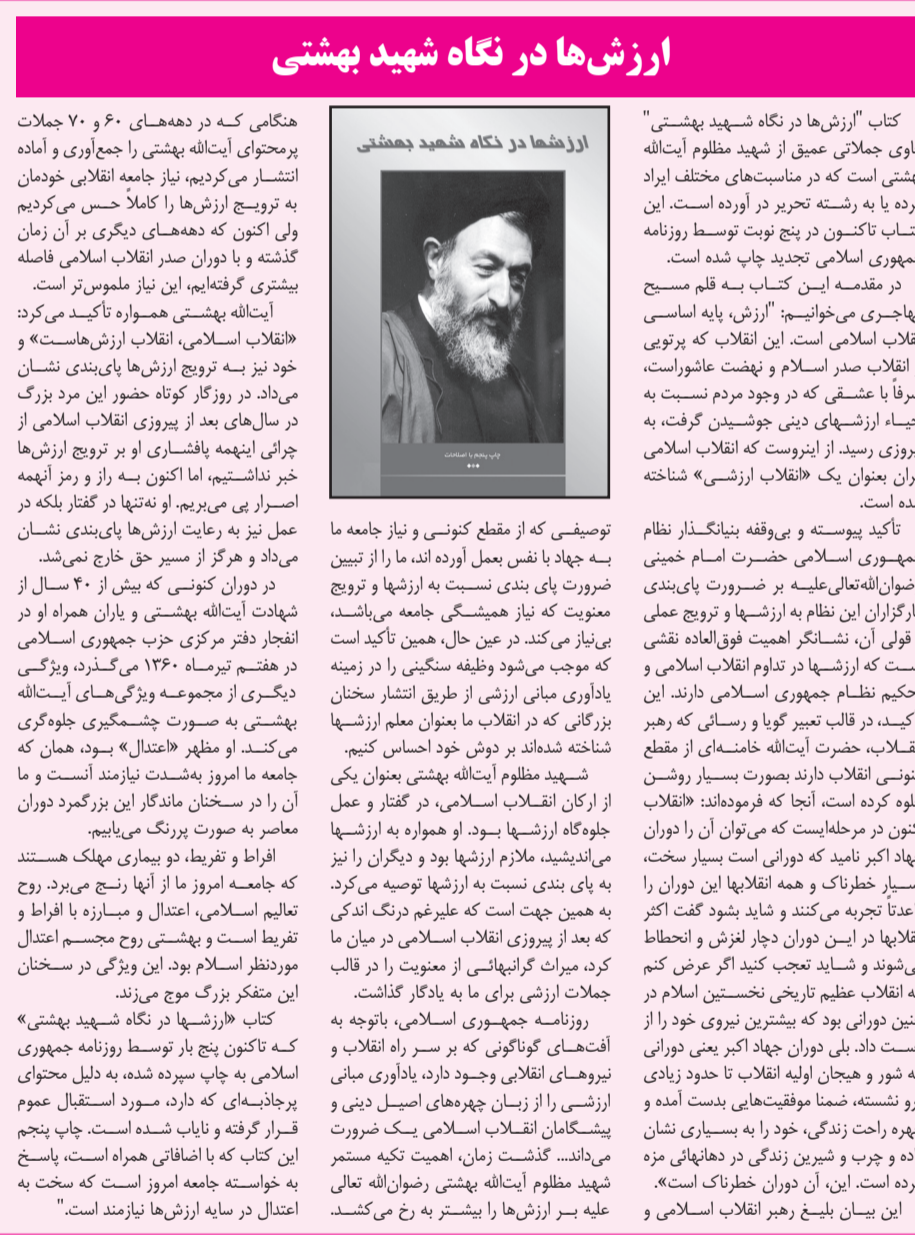 ارزش‌ها در نگاه شهید بهشتی
کتاب "ارزش‌ها در نگاه شهید بهشتی"
اوی جملاتی عمیق از شهید مظلوم آیت‌الله
هشتی است که در مناسبت‌های مختلف ایراد
رده یا به رشته تحریر در آورده است. این
تاب تاکنون در پنج نوبت توسط روزنامه
مهوری اسلامی تجدید چاپ شده است.
در مقدمه این کتاب به قلم مسیح
هاجری می‌خوانیم: "ارزش، پایه اساسی
قلاب اسلامی است. این انقلاب که پرتویی
انقلاب صدر اسلام و نهضت عاشوراست،
سرفاً با عشقی که در وجود مردم نسبت به
حیاء ارزشهای دینی جوشیدن گرفت، به
یروزی رسید. از اینروست که انقلاب اسلامی
ران بعنوان یک «انقلاب ارزشی» شناخته
ده است.
تأکید پیوسته و بی‌وقفه بنیانگذار نظام
مهوری اسلامی حضرت امام خمینی
ضوان‌الله‌تعالی‌علیه بر ضرورت پای‌بندی
ارگزاران این نظام به ارزشها و ترویج عملی
قولی آن، نشانگر اهمیت فوق‌العاده نقشی
ست که ارزشها در تداوم انقلاب اسلامی و
حکیم نظام جمهوری اسلامی دارند. این
کید، در قالب تعبیر گویا و رسائی که رهبر
قلاب، حضرت آیت‌الله خامنه‌ای از مقطع
نونی انقلاب دارند بصورت بسیار روشن
لوه کرده است، آنجا که فرموده‌اند: «انقلاب
کنون در مرحله‌ایست که می‌توان آن را دوران
هاد اکبر نامید که دورانی است بسیار سخت،
سیار خطرناک و همه انقلابها این دوران را
اعدتاً تجربه می‌کنند و شاید بشود گفت اکثر
قلابها در این دوران دچار لغزش و انحطاط
ی‌شوند و شاید تعجب کنید اگر عرض کنم
ه انقلاب عظیم تاریخی نخستین اسلام در
نین دورانی بود که بیشترین نیروی خود را از
ست داد. بلی دوران جهاد اکبر یعنی دورانی
ه شور و هیجان اولیه انقلاب تا حدود زیادی
رو نشسته، ضمنا موفقیت‌هایی بدست آمده و
هره راحت زندگی، خود را به بسیاری نشان
اده و چرب و شیرین زندگی در دهانهائی مزه
رده است. این، آن دوران خطرناک است».
این بیان بلیغ رهبر انقلاب اسلامی و
ارزشها در نگاه شهید بهشتی
چاپ پنجم با اصلاحات
توصیفی که از مقطع کنونی و نیاز جامعه ما
به جهاد با نفس بعمل آورده اند، ما را از تبیین
ضرورت پای بندی نسبت به ارزشها و ترویج
معنویت که نیاز همیشگی جامعه می‌باشد،
بی‌نیاز می‌کند. در عین حال، همین تأکید است
که موجب می‌شود وظیفه سنگینی را در زمینه
یادآوری مبانی ارزشی از طریق انتشار سخنان
بزرگانی که در انقلاب ما بعنوان معلم ارزشها
شناخته شده‌اند بر دوش خود احساس کنیم.
شهید مظلوم آیت‌الله بهشتی بعنوان یکی
از ارکان انقلاب اسلامی، در گفتار و عمل
جلوه‌گاه ارزشها بود. او همواره به ارزشها
می‌اندیشید، ملازم ارزشها بود و دیگران را نیز
به پای بندی نسبت به ارزشها توصیه می‌کرد.
به همین جهت است که علیرغم درنگ اندکی
که بعد از پیروزی انقلاب اسلامی در میان ما
کرد، میراث گرانبهائی از معنویت را در قالب
جملات ارزشی برای ما به یادگار گذاشت.
روزنامه جمهوری اسلامی، باتوجه به
آفت‌های گوناگونی که بر سر راه انقلاب و
نیروهای انقلابی وجود دارد، یادآوری مبانی
ارزشی را از زبان چهره‌های اصیل دینی و
پیشگامان انقلاب اسلامی یک ضرورت
می‌داند... گذشت زمان، اهمیت تکیه مستمر
شهید مظلوم آیت‌الله بهشتی رضوان‌الله تعالی
علیه بر ارزش‌ها را بیشتر به رخ می‌کشد.
هنگامی که در دهه‌های ۶۰ و ۷۰ جملات
پرمحتوای آیت‌الله بهشتی را جمع‌آوری و آماده
انتشار می‌کردیم، نیاز جامعه انقلابی خودمان
به ترویج ارزش‌ها را کاملاً حس می‌کردیم
ولی اکنون که دهه‌های دیگری بر آن زمان
گذشته و با دوران صدر انقلاب اسلامی فاصله
بیشتری گرفته‌ایم، این نیاز ملموس‌تر است.
آیت‌الله بهشتی همواره تأکید می‌کرد:
«انقلاب اسلامی، انقلاب ارزش‌هاست» و
خود نیز به ترویج ارزش‌ها پای‌بندی نشان
می‌داد. در روزگار کوتاه حضور این مرد بزرگ
در سال‌های بعد از پیروزی انقلاب اسلامی از
چرائی اینهمه پافشاری او بر ترویج ارزش‌ها
خبر نداشتیم، اما اکنون به راز و رمز آنهمه
اصرار پی می‌بریم. او نه‌تنها در گفتار بلکه در
عمل نیز به رعایت ارزش‌ها پای‌بندی نشان
می‌داد و هرگز از مسیر حق خارج نمی‌شد.
در دوران کنونی که بیش از ۴۰ سال از
شهادت آیت‌الله بهشتی و یاران همراه او در
انفجار دفتر مرکزی حزب جمهوری اسلامی
در هفتم تیرماه ۱۳۶۰ می‌گذرد، ویژگی
دیگری از مجموعه ویژگی‌های آیت‌الله
بهشتی به صورت چشمگیری جلوه‌گری
می‌کند. او مظهر «اعتدال» بود، همان که
جامعه ما امروز به‌شدت نیازمند آنست و ما
آن را در سخنان ماندگار این بزرگمرد دوران
معاصر به صورت پررنگ می‌یابیم.
افراط و تفریط، دو بیماری مهلک هستند
که جامعه امروز ما از آنها رنج می‌برد. روح
تعالیم اسلامی، اعتدال و مبارزه با افراط و
تفریط است و بهشتی روح مجسم اعتدال
موردنظر اسلام بود. این ویژگی در سخنان
این متفکر بزرگ موج می‌زند.
کتاب «ارزشها در نگاه شهید بهشتی»
که تاکنون پنج بار توسط روزنامه جمهوری
اسلامی به چاپ سپرده شده، به دلیل محتوای
پرجاذبه‌ای که دارد، مورد استقبال عموم
قرار گرفته و نایاب شده است. چاپ پنجم
این کتاب که با اضافاتی همراه است، پاسخ
به خواسته جامعه امروز است که سخت به
اعتدال در سایه ارزش‌ها نیازمند است."